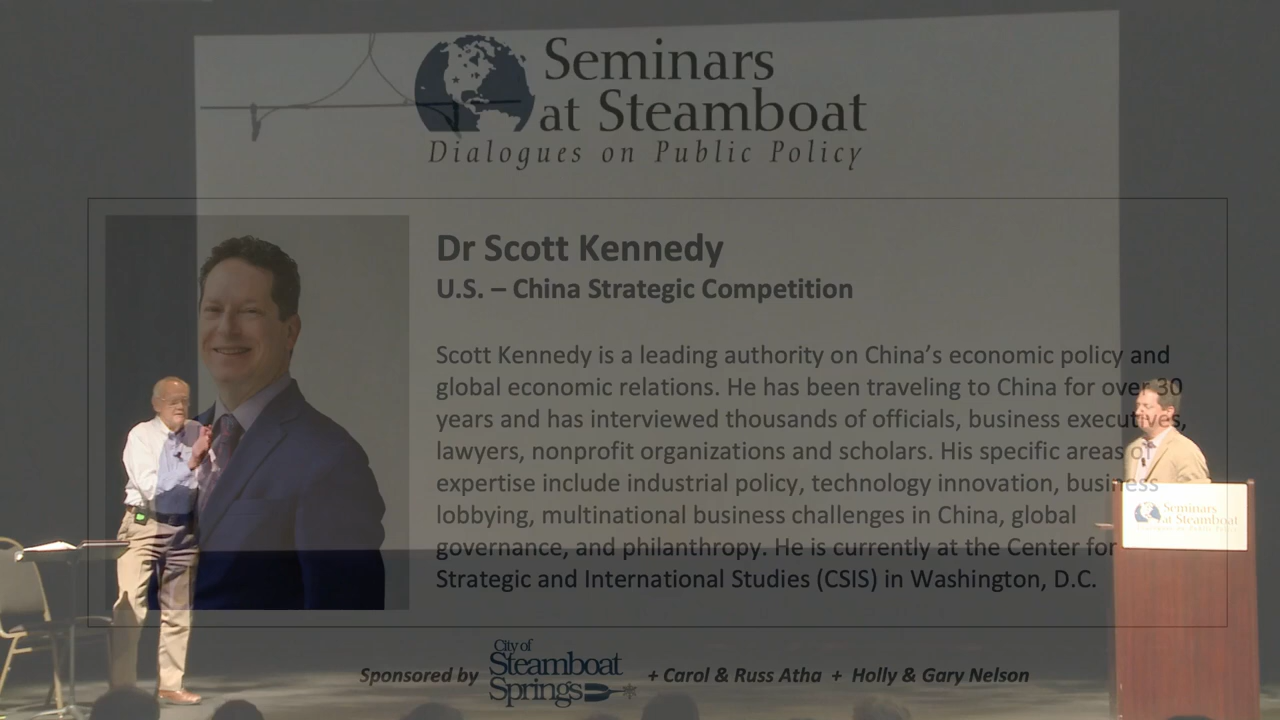 Seminars
at Steamboat
Dialogues on Public Policy
Dr Scott Kennedy
U.S. – China Strategic Competition
Scott Kennedy is a leading authority on China’s economic policy and
global economic relations. He has been traveling to China for over 30
years and has interviewed thousands of officials, business executives,
lawyers, nonprofit organizations and scholars. His specific areas of
expertise include industrial policy, technology innovation, business
lobbying, multinational business challenges in China, global
governance, and philanthropy. He is currently at the Center for
Strategic and International Studies (CSIS) in Washington, D.C.
Seminars
at Steamboat
Sponsored by City of Steamboat Springs + Carol & Russ Atha + Holly & Gary Nelson